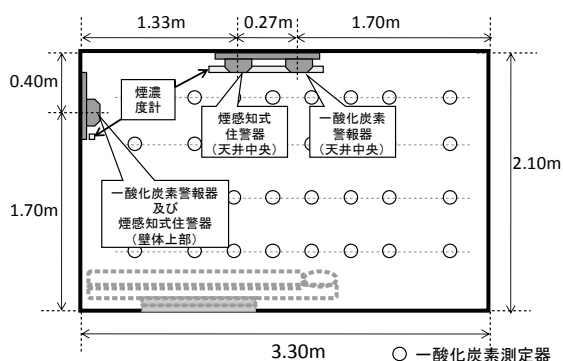 1.33m
0.27m
1.70m
0.40m
煙濃
度計
煙感知式
住警器
(天井中央)
一酸化炭素
警報器
(天井中央)
2.10m
1.70m
一酸化炭素警報器
及び
煙感知式住警器
(壁体上部)
3.30m
○ 一酸化炭素測定器